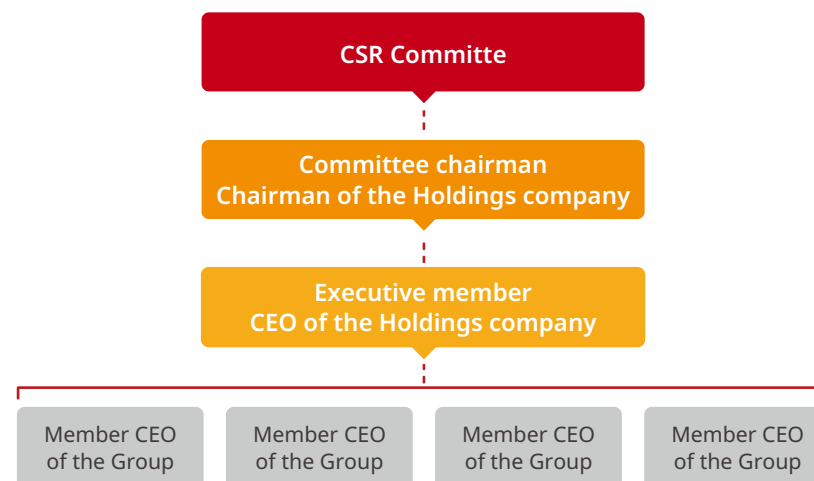 CSR Committe
Committee chairman
Chairman of the Holdings company
Executive member
CEO of the Holdings company
Member CEO
of the Group
Member CEO
of the Group
Member CEO
of the Group
Member CEO
of the Group